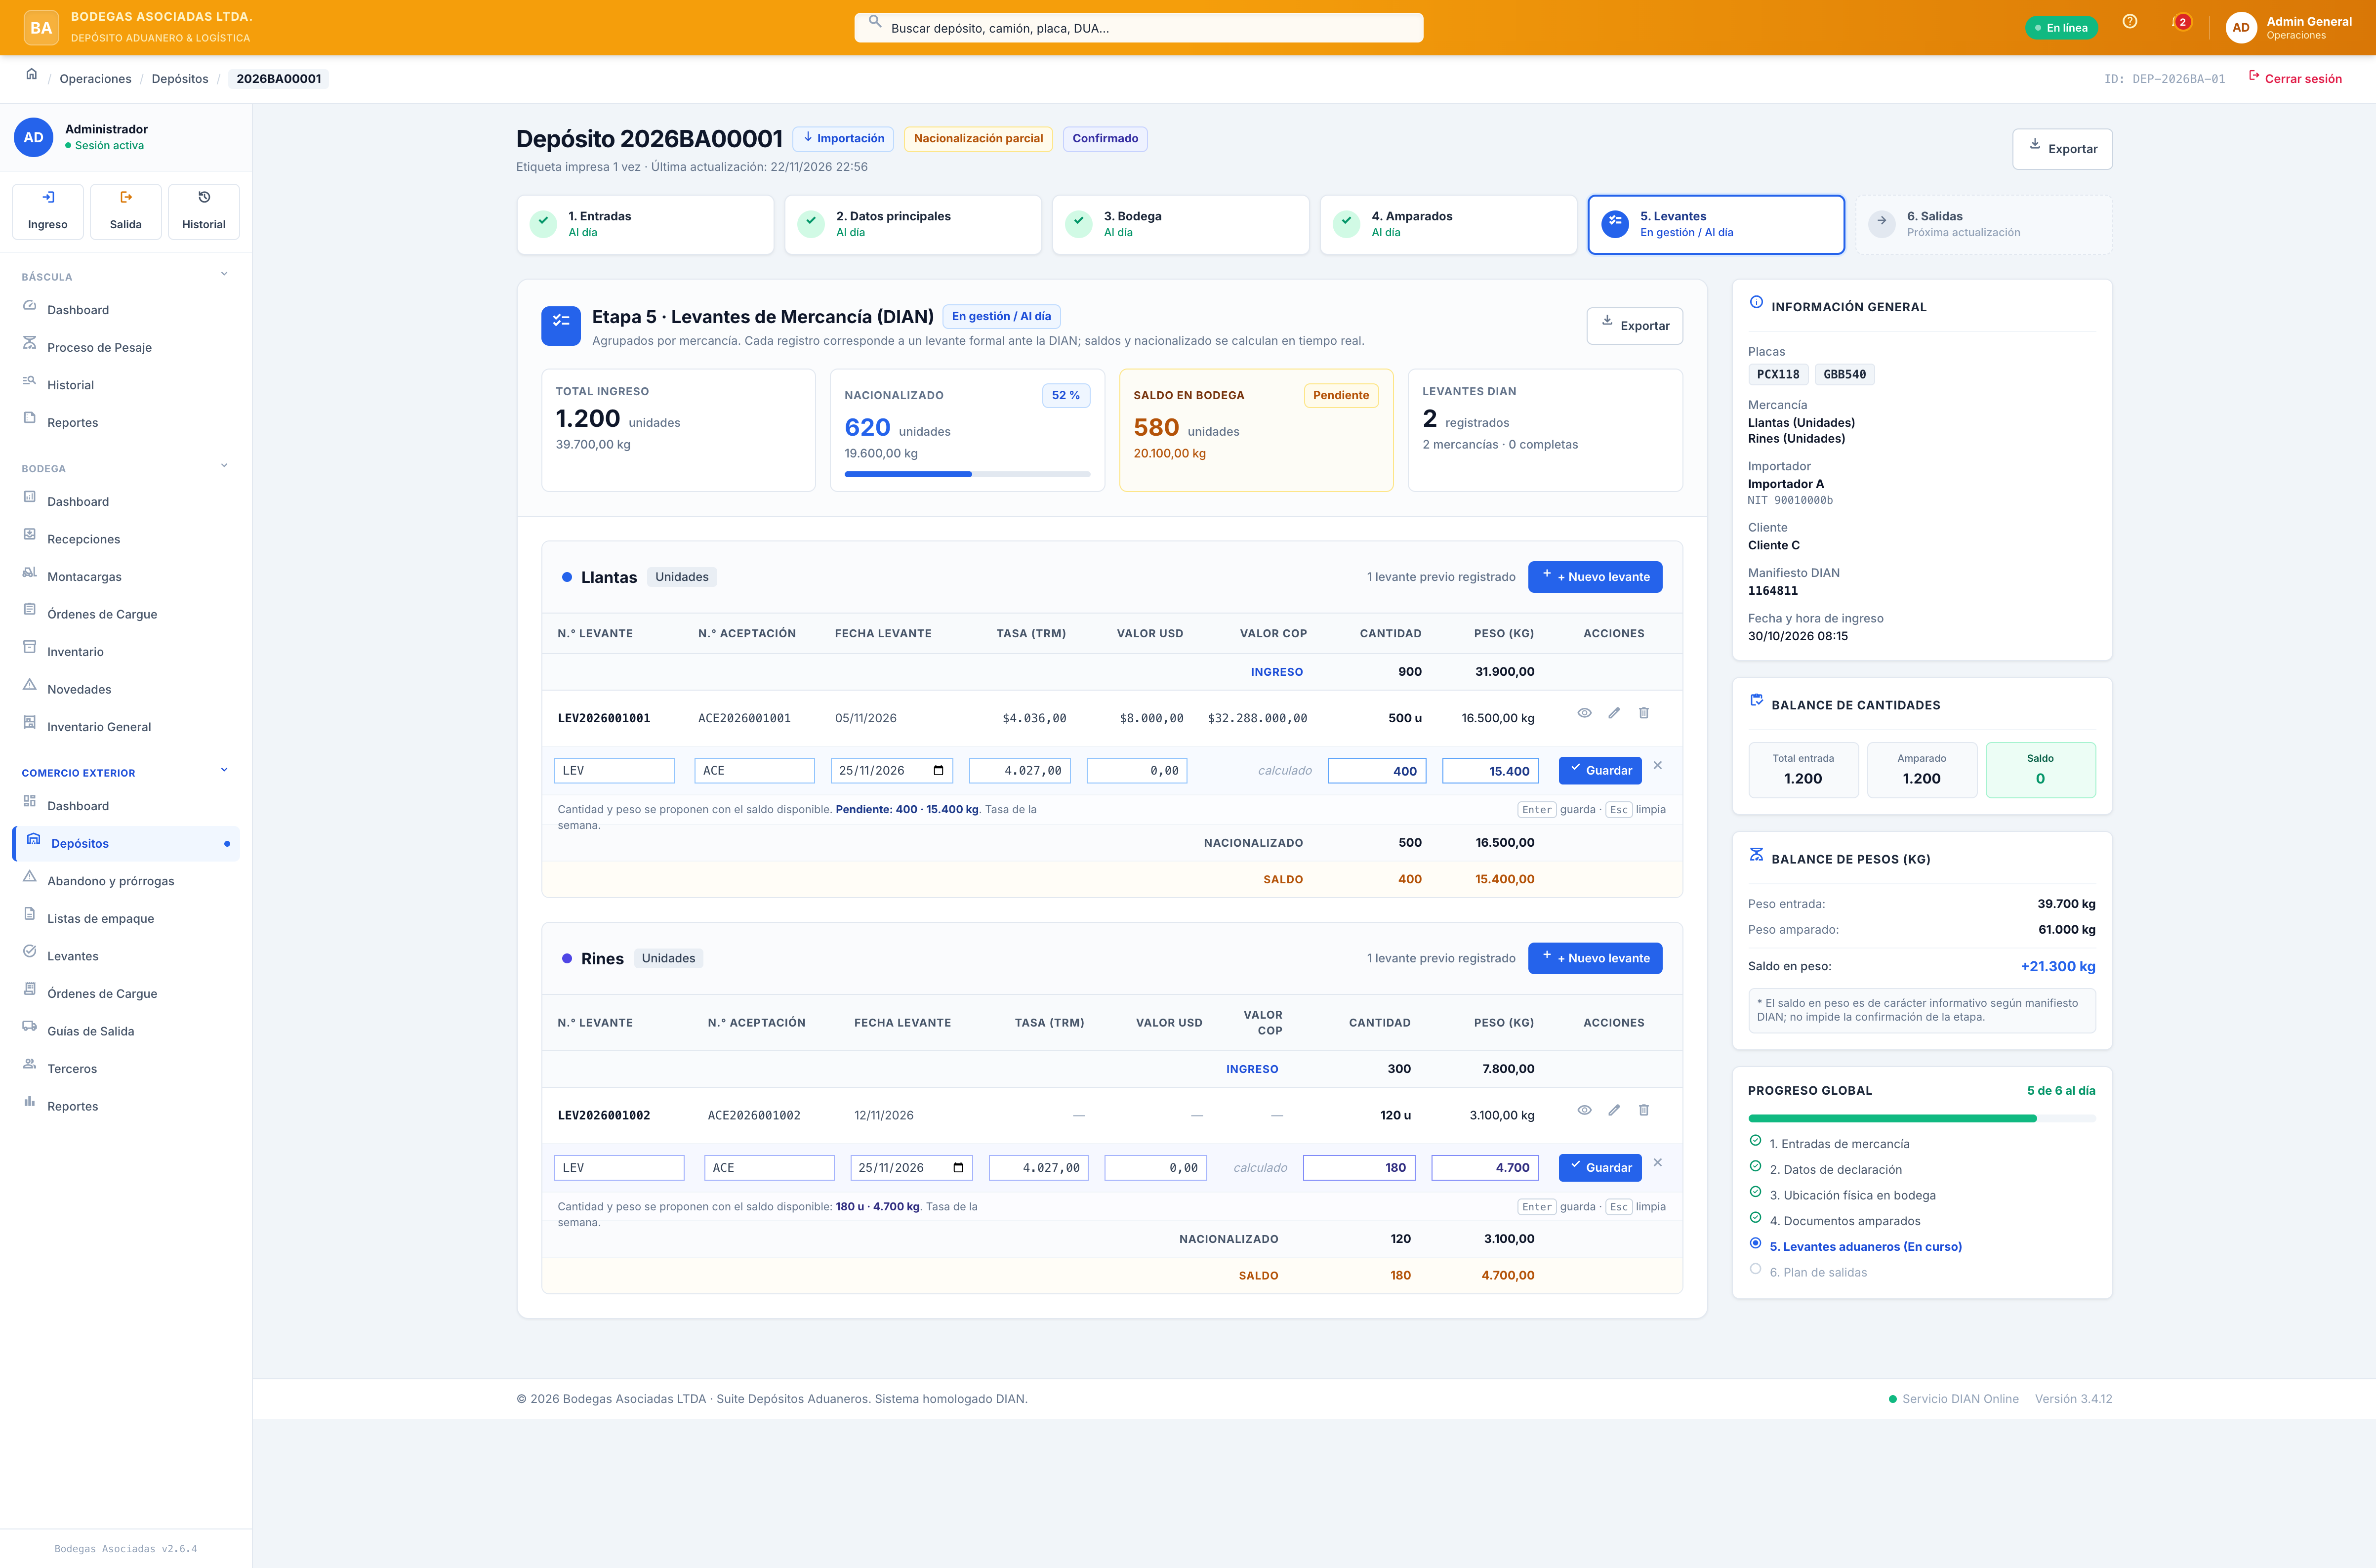 BA
BODEGAS ASOCIADAS LTDA.
DEPÓSITO ADUANERO & LOGÍSTICA
Buscar depósito, camión, placa, DUA...
En línea
2
AD
Admin General
Operaciones
/ Operaciones / Depósitos / 2026BA00001
ID: DEP-2026BA-01
Cerrar sesión
AD
Administrador
Sesión activa
Ingreso
Salida
Historial
BÁSCULA
Dashboard
Proceso de Pesaje
Historial
Reportes
BODEGA
Dashboard
Recepciones
Montacargas
Órdenes de Cargue
Inventario
Novedades
Inventario General
COMERCIO EXTERIOR
Dashboard
Depósitos
Abandono y prórrogas
Listas de empaque
Levantes
Órdenes de Cargue
Guías de Salida
Terceros
Reportes
Bodegas Asociadas v2.6.4
Depósito 2026BA00001
Importación
Nacionalización parcial
Confirmado
Etiqueta impresa 1 vez · Última actualización: 22/11/2026 22:56
Exportar
1. Entradas
Al día
2. Datos principales
Al día
3. Bodega
Al día
4. Amparados
Al día
5. Levantes
En gestión / Al día
6. Salidas
Próxima actualización
Etapa 5 · Levantes de Mercancía (DIAN)
En gestión / Al día
Agrupados por mercancía. Cada registro corresponde a un levante formal ante la DIAN; saldos y nacionalizado se calculan en tiempo real.
Exportar
TOTAL INGRESO
1.200 unidades
39.700,00 kg
NACIONALIZADO
52 %
620 unidades
19.600,00 kg
SALDO EN BODEGA
Pendiente
580 unidades
20.100,00 kg
LEVANTES DIAN
2 registrados
2 mercancías · 0 completas
Llantas
Unidades
1 levante previo registrado
+ Nuevo levante
N.° LEVANTE N.° ACEPTACIÓN FECHA LEVANTE TASA (TRM) VALOR USD VALOR COP CANTIDAD PESO (KG) ACCIONES
INGRESO 900 31.900,00
LEV2026001001 ACE2026001001 05/11/2026 $4.036,00 $8.000,00 $32.288.000,00 500 u 16.500,00 kg
LEV ACE 25/11/2026 4.027,00 0,00 calculado 400 15.400 Guardar
Cantidad y peso se proponen con el saldo disponible. Pendiente: 400 · 15.400 kg. Tasa de la
semana.
Enter guarda · Esc limpia
NACIONALIZADO 500 16.500,00
SALDO 400 15.400,00
Rines
Unidades
1 levante previo registrado
+ Nuevo levante
N.° LEVANTE N.° ACEPTACIÓN FECHA LEVANTE TASA (TRM) VALOR USD VALOR COP CANTIDAD PESO (KG) ACCIONES
INGRESO 300 7.800,00
LEV2026001002 ACE2026001002 12/11/2026 — — — 120 u 3.100,00 kg
LEV ACE 25/11/2026 4.027,00 0,00 calculado 180 4.700 Guardar
Cantidad y peso se proponen con el saldo disponible: 180 u · 4.700 kg. Tasa de la
semana.
Enter guarda · Esc limpia
NACIONALIZADO 120 3.100,00
SALDO 180 4.700,00
INFORMACIÓN GENERAL
Placas
PCX118 GBB540
Mercancía
Llantas (Unidades)
Rines (Unidades)
Importador
Importador A
NIT 90010000b
Cliente
Cliente C
Manifiesto DIAN
1164811
Fecha y hora de ingreso
30/10/2026 08:15
BALANCE DE CANTIDADES
Total entrada
1.200
Amparado
1.200
Saldo
0
BALANCE DE PESOS (KG)
Peso entrada: 39.700 kg
Peso amparado: 61.000 kg
Saldo en peso: +21.300 kg
* El saldo en peso es de carácter informativo según manifiesto
DIAN; no impide la confirmación de la etapa.
PROGRESO GLOBAL
5 de 6 al día
1. Entradas de mercancía
2. Datos de declaración
3. Ubicación física en bodega
4. Documentos amparados
5. Levantes aduaneros (En curso)
6. Plan de salidas
© 2026 Bodegas Asociadas LTDA · Suite Depósitos Aduaneros. Sistema homologado DIAN.
Servicio DIAN Online
Versión 3.4.12